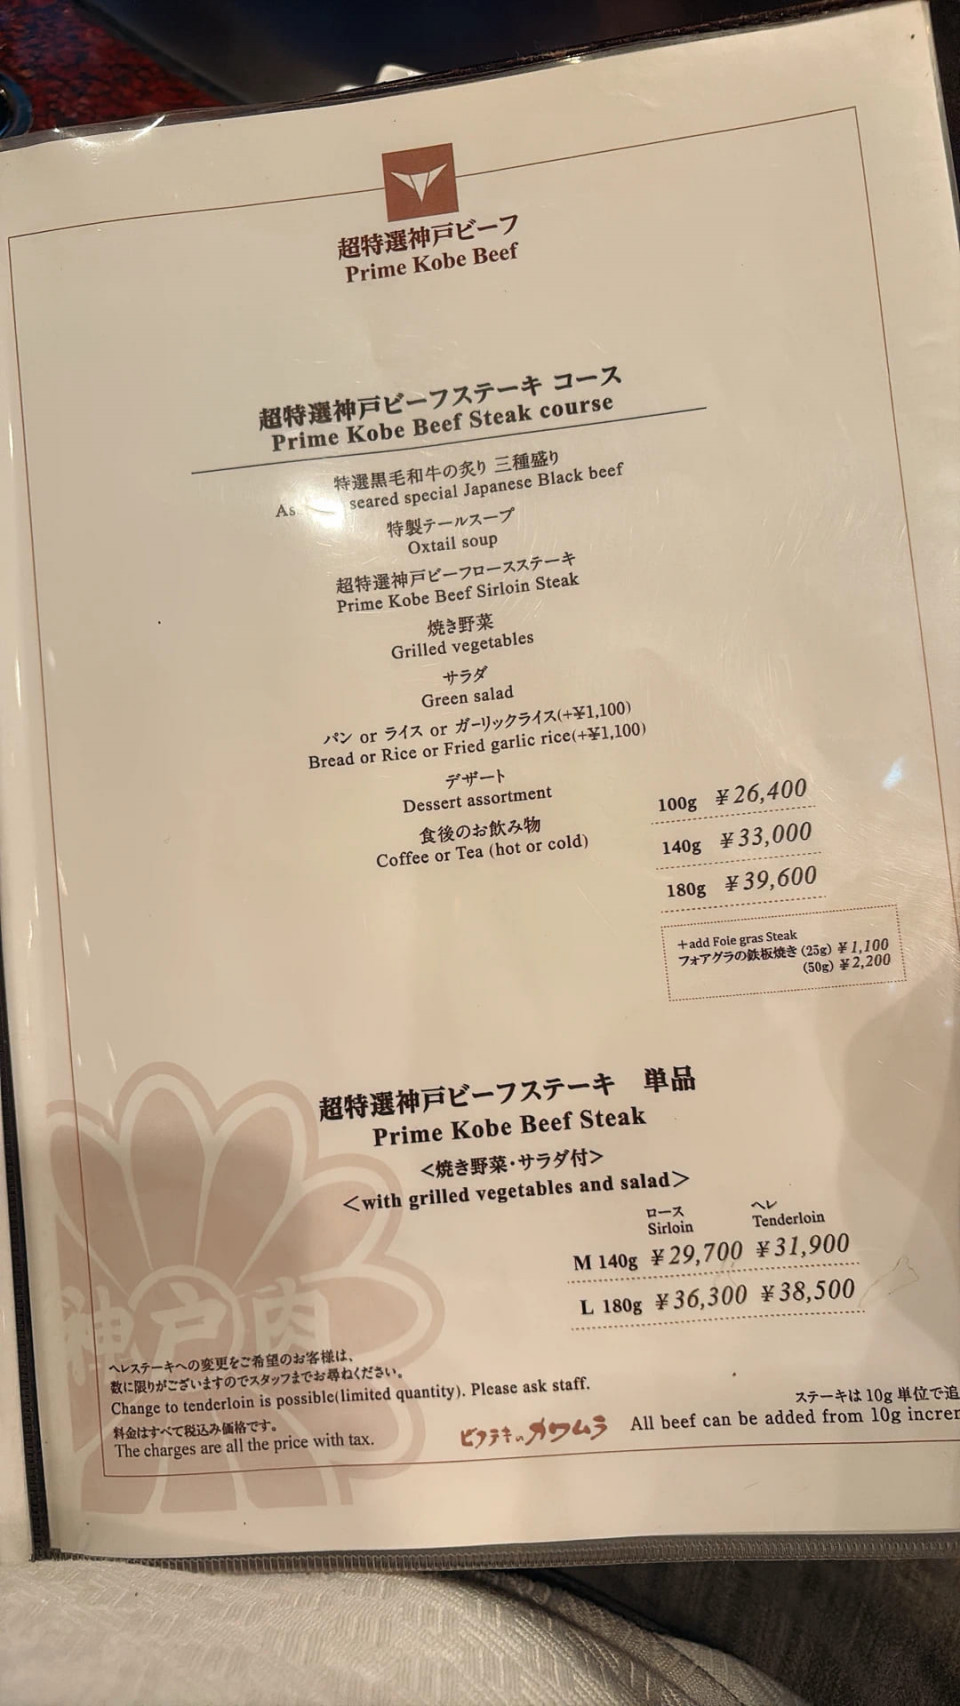 超特選神戸ビーフ
Prime Kobe Beef
超特選神戸ビーフステーキ コース
Prime Kobe Beef Steak course
特選黒毛和牛の炙り 三種盛り
As seared special Japanese Black beef
特製テールスープ
Oxtail soup
超特選神戸ビーフロースステーキ
Prime Kobe Beef Sirloin Steak
焼き野菜
Grilled vegetables
サラダ
Green salad
パン or ライス or ガーリックライス(+¥1,100)
Bread or Rice or Fried garlic rice(+¥1,100)
デザート
Dessert assortment
食後のお飲み物
Coffee or Tea (hot or cold)
100g ¥26,400
140g ¥33,000
180g ¥39,600
+add Foie gras Steak
フォアグラの鉄板焼き (25g) ¥1,100
(50g) ¥2,200
超特選神戸ビーフステーキ 単品
Prime Kobe Beef Steak
<焼き野菜・サラダ付>
<with grilled vegetables and salad>
ロース ヘレ
Sirloin Tenderloin
M 140g ¥29,700 ¥31,900
L 180g ¥36,300 ¥38,500
神戸肉
ヘレステーキへの変更をご希望のお客様は、
数に限りがございますのでスタッフまでお尋ねください。
Change to tenderloin is possible(limited quantity). Please ask staff.
料金はすべて税込み価格です。
The charges are all the price with tax.
ビフテキのカワムラ
ステーキは10g単位で追
All beef can be added from 10g increm